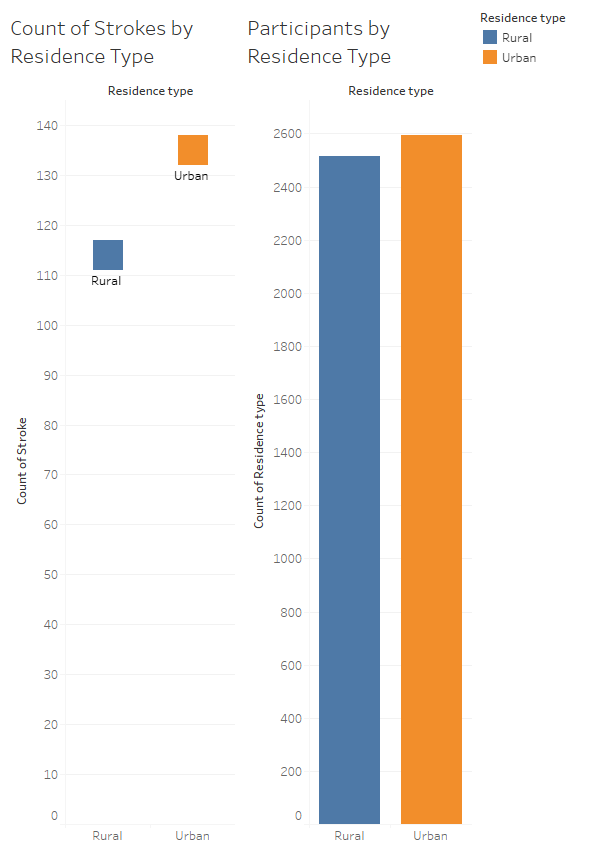 Count of Strokes by
Residence Type
Residence type
Count of Stroke
140
130
120
110
100
90
80
70
60
50
40
30
20
10
0
Urban
Rural
Rural
Urban
Participants by
Residence Type
Residence type
Count of Residence type
2600
2400
2200
2000
1800
1600
1400
1200
1000
800
600
400
200
0
Rural
Urban
Residence type
Rural
Urban